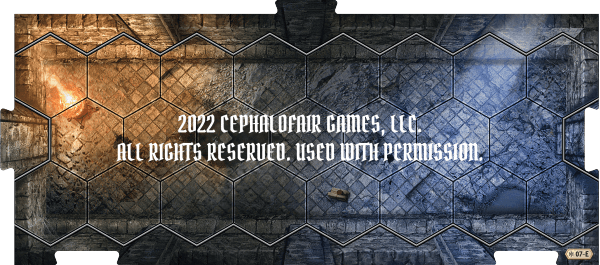 2022 CEPHALOFAIR GAMES, LLC.
ALL RIGHTS RESERVED. USED WITH PERMISSION.
07-E